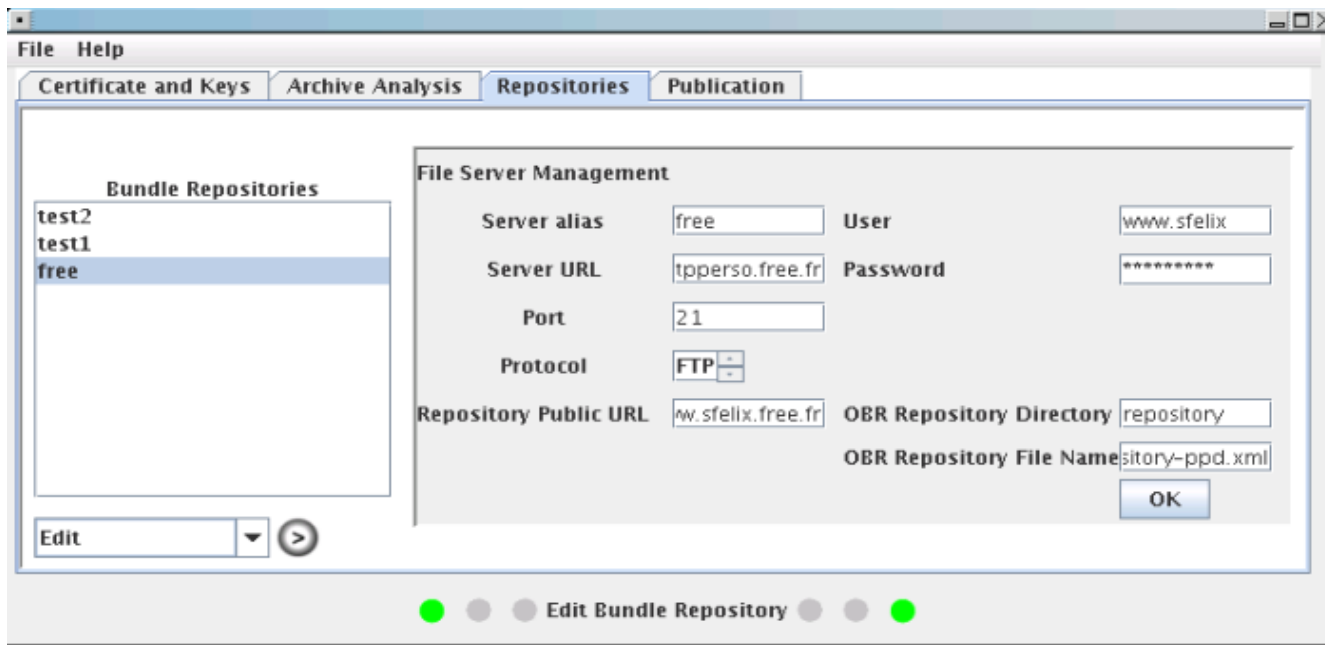 File Help
Certificate and Keys Archive Analysis Repositories Publication
Bundle Repositories
test2
test1
free
Edit
>
File Server Management
Server alias free User www.sfelix
Server URL tpperso.free.fr Password *********
Port 21
Protocol FTP
Repository Public URL w.sfelix.free.fr OBR Repository Directory repository
OBR Repository File Name sitory-ppd.xml
OK
Edit Bundle Repository